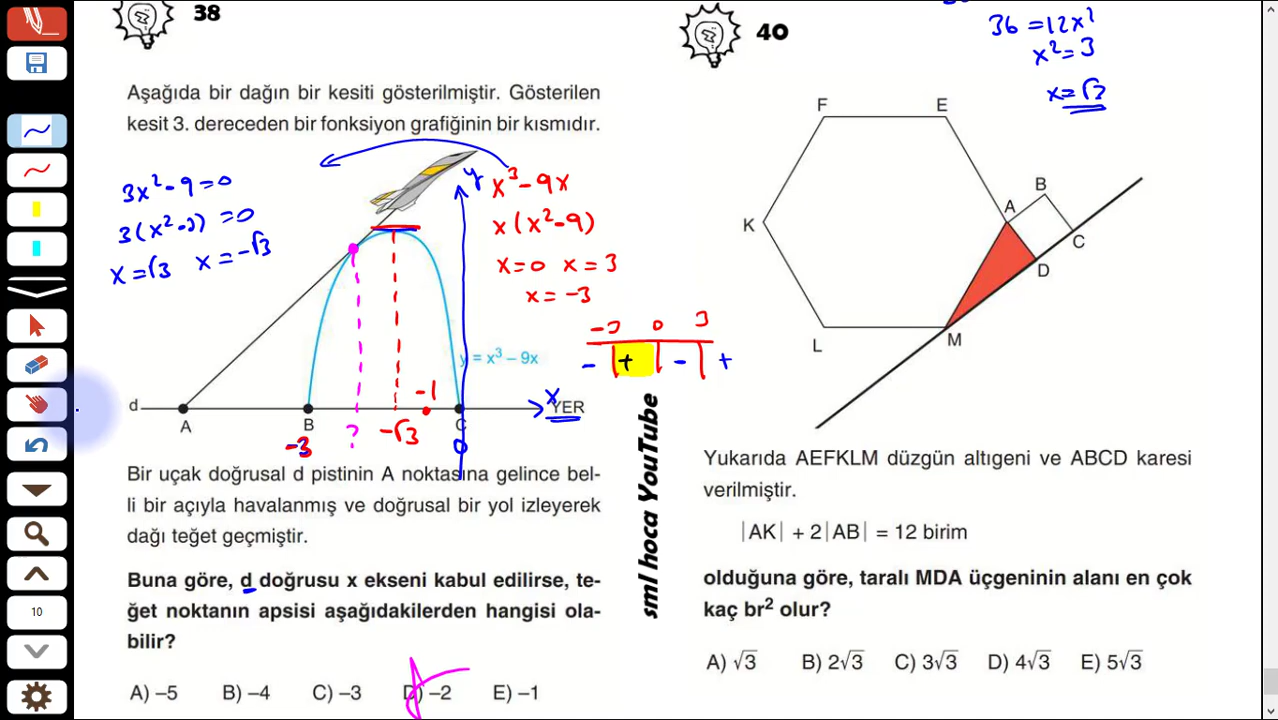 38
Aşağıda bir dağın bir kesiti gösterilmiştir. Gösterilen
kesit 3. dereceden bir fonksiyon grafiğinin bir kısmıdır.
3x² - 9 = 0
3(x² - 3) = 0
x = √3 x = -√3
y
x³ - 9x
x(x² - 9)
x = 0 x = 3
x = -3
-3 0 3
- + - +
y = x³ – 9x
-1
x
d
YER
A
B
C
-3
?
-√3
0
Bir uçak doğrusal d pistinin A noktasına gelince bel-
li bir açıyla havalanmış ve doğrusal bir yol izleyerek
dağı teğet geçmiştir.
Buna göre, d doğrusu x ekseni kabul edilirse, te-
ğet noktanın apsisi aşağıdakilerden hangisi ola-
bilir?
A) –5 B) –4 C) –3 D) –2 E) –1
sml hoca YouTube
10
40
36 = 12x²
x² = 3
x = √3
F
E
B
A
K
C
D
L
M
Yukarıda AEFKLM düzgün altıgeni ve ABCD karesi
verilmiştir.
|AK| + 2|AB| = 12 birim
olduğuna göre, taralı MDA üçgeninin alanı en çok
kaç br² olur?
A) √3 B) 2√3 C) 3√3 D) 4√3 E) 5√3